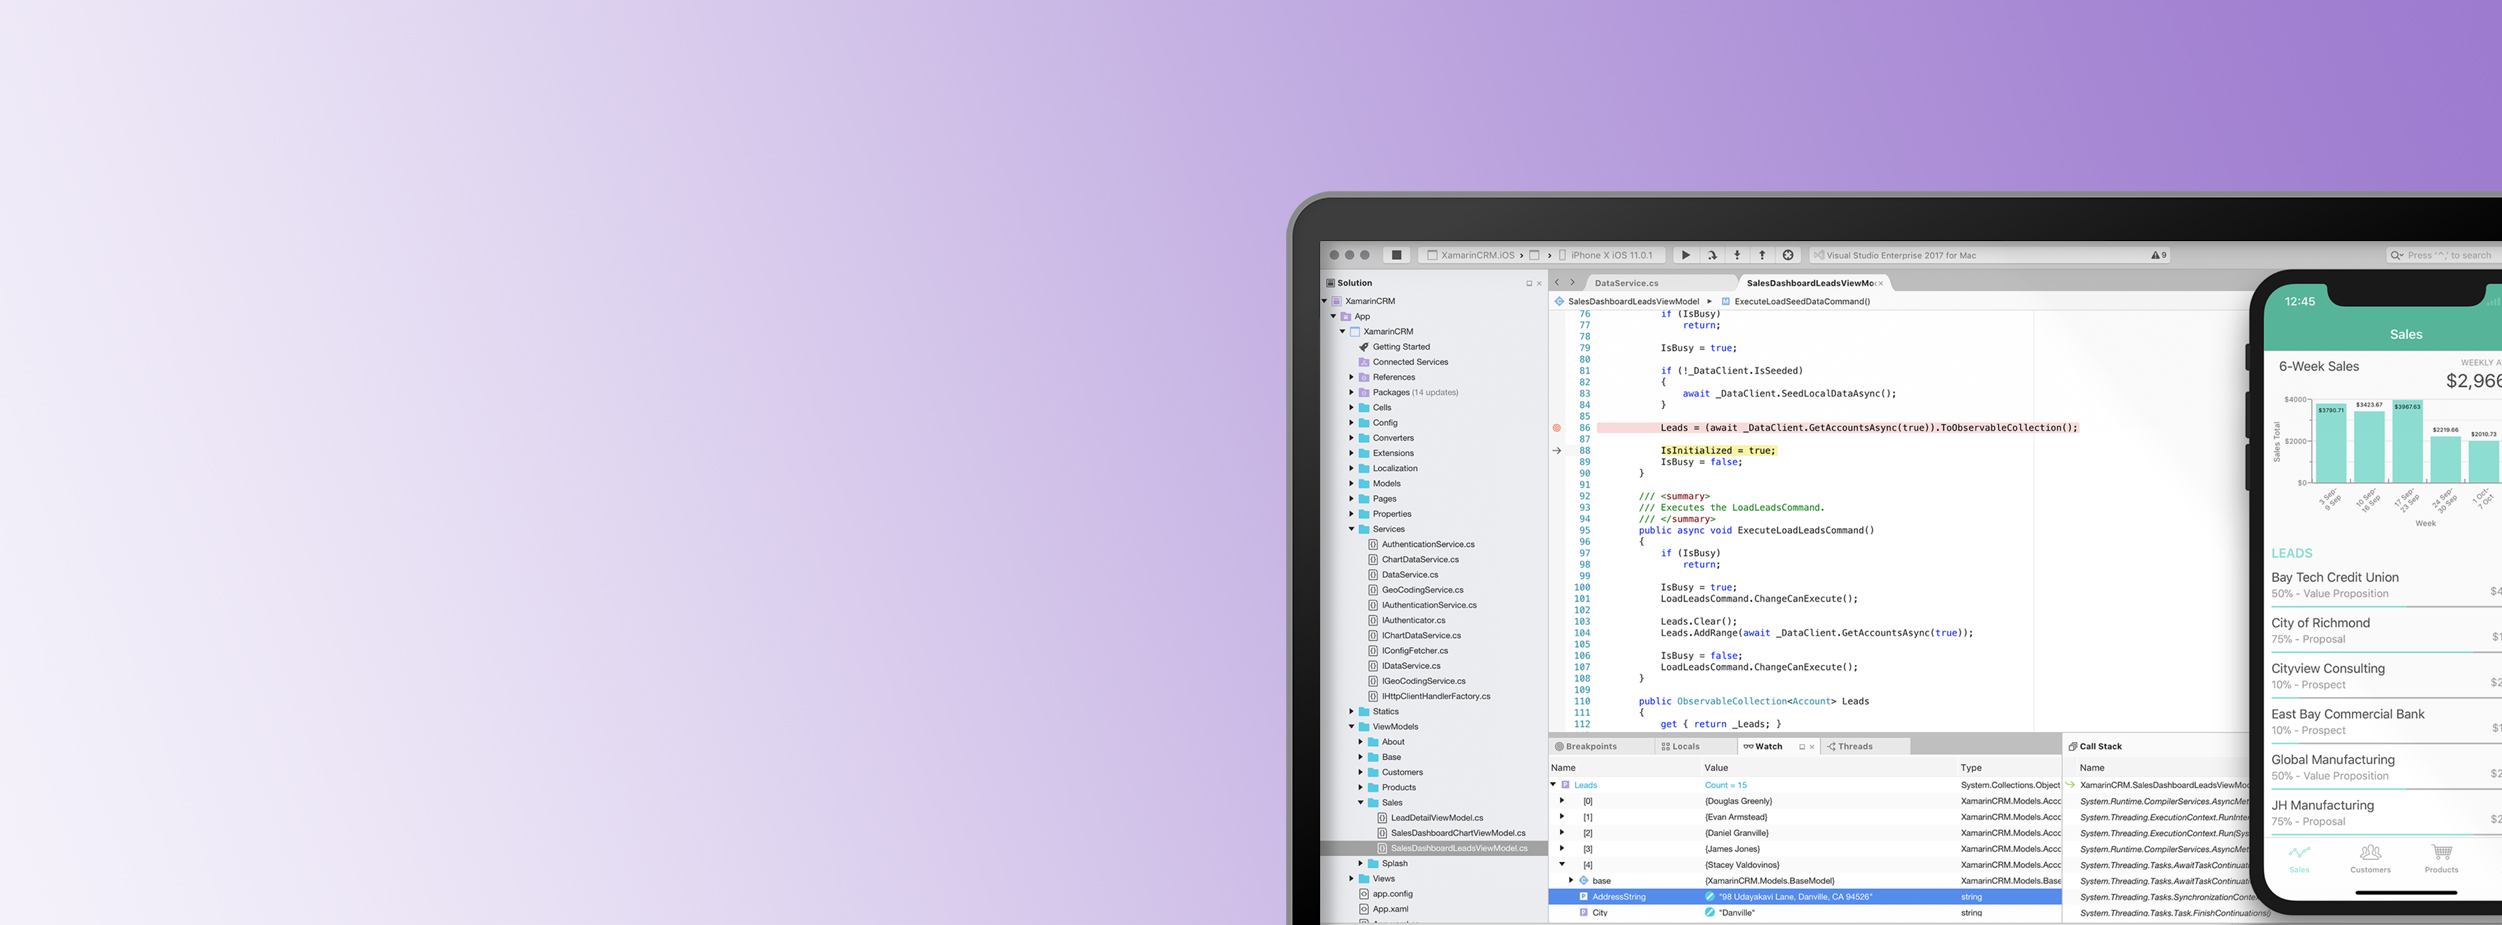 XamarinCRM.iOS › › iPhone X iOS 11.0.1
Visual Studio Enterprise 2017 for Mac
9
Press '^,' to search
Solution
XamarinCRM
App
XamarinCRM
Getting Started
Connected Services
References
Packages (14 updates)
Cells
Config
Converters
Extensions
Localization
Models
Pages
Properties
Services
AuthenticationService.cs
ChartDataService.cs
DataService.cs
GeoCodingService.cs
IAuthenticationService.cs
IAuthenticator.cs
IChartDataService.cs
IConfigFetcher.cs
IDataService.cs
IGeoCodingService.cs
IHttpClientHandlerFactory.cs
Statics
ViewModels
About
Base
Customers
Products
Sales
LeadDetailViewModel.cs
SalesDashboardChartViewModel.cs
SalesDashboardLeadsViewModel.cs
Splash
Views
app.config
App.xaml
DataService.cs
SalesDashboardLeadsViewMo
SalesDashboardLeadsViewModel
ExecuteLoadSeedDataCommand()
76 if (IsBusy)
77 return;
78
79 IsBusy = true;
80
81 if (!_DataClient.IsSeeded)
82 {
83 await _DataClient.SeedLocalDataAsync();
84 }
85
86 Leads = (await _DataClient.GetAccountsAsync(true)).ToObservableCollection();
87
88 IsInitialized = true;
89 IsBusy = false;
90 }
91
92 /// <summary>
93 /// Executes the LoadLeadsCommand.
94 /// </summary>
95 public async void ExecuteLoadLeadsCommand()
96 {
97 if (IsBusy)
98 return;
99
100 IsBusy = true;
101 LoadLeadsCommand.ChangeCanExecute();
102
103 Leads.Clear();
104 Leads.AddRange(await _DataClient.GetAccountsAsync(true));
105
106 IsBusy = false;
107 LoadLeadsCommand.ChangeCanExecute();
108 }
109
110 public ObservableCollection<Account> Leads
111 {
112 get { return _Leads; }
Breakpoints
Locals
Watch
Threads
Name Value Type
Leads Count = 15 System.Collections.Object
[0] {Douglas Greenly} XamarinCRM.Models.Acco
[1] {Evan Armstead} XamarinCRM.Models.Acco
[2] {Daniel Granville} XamarinCRM.Models.Acco
[3] {James Jones} XamarinCRM.Models.Acco
[4] {Stacey Valdovinos} XamarinCRM.Models.Acco
base {XamarinCRM.Models.BaseModel} XamarinCRM.Models.Base
AddressString "98 Udayakavi Lane, Danville, CA 94526" string
City "Danville" string
Call Stack
Name
XamarinCRM.SalesDashboardLeadsViewMod
System.Runtime.CompilerServices.AsyncMet
System.Threading.ExecutionContext.RunInte
System.Threading.ExecutionContext.Run(Sys
System.Runtime.CompilerServices.AsyncMet
System.Threading.Tasks.AwaitTaskContinuat
System.Threading.Tasks.AwaitTaskContinuat
System.Threading.Tasks.SynchronizationConte
System.Threading.Tasks.Task.FinishContinuations()
12:45
Sales
6-Week Sales
WEEKLY A
$2,966
Sales Total
$4000
$2000
$0
$3790.71
$3423.67
$3967.63
$2219.66
$2010.73
3 Sep-
9 Sep
10 Sep-
16 Sep
17 Sep-
23 Sep
24 Sep-
30 Sep
1 Oct-
7 Oct
Week
LEADS
Bay Tech Credit Union
50% - Value Proposition
$4
City of Richmond
75% - Proposal
$1
Cityview Consulting
10% - Prospect
$2
East Bay Commercial Bank
10% - Prospect
$1
Global Manufacturing
50% - Value Proposition
$2
JH Manufacturing
75% - Proposal
$2
Sales
Customers
Products